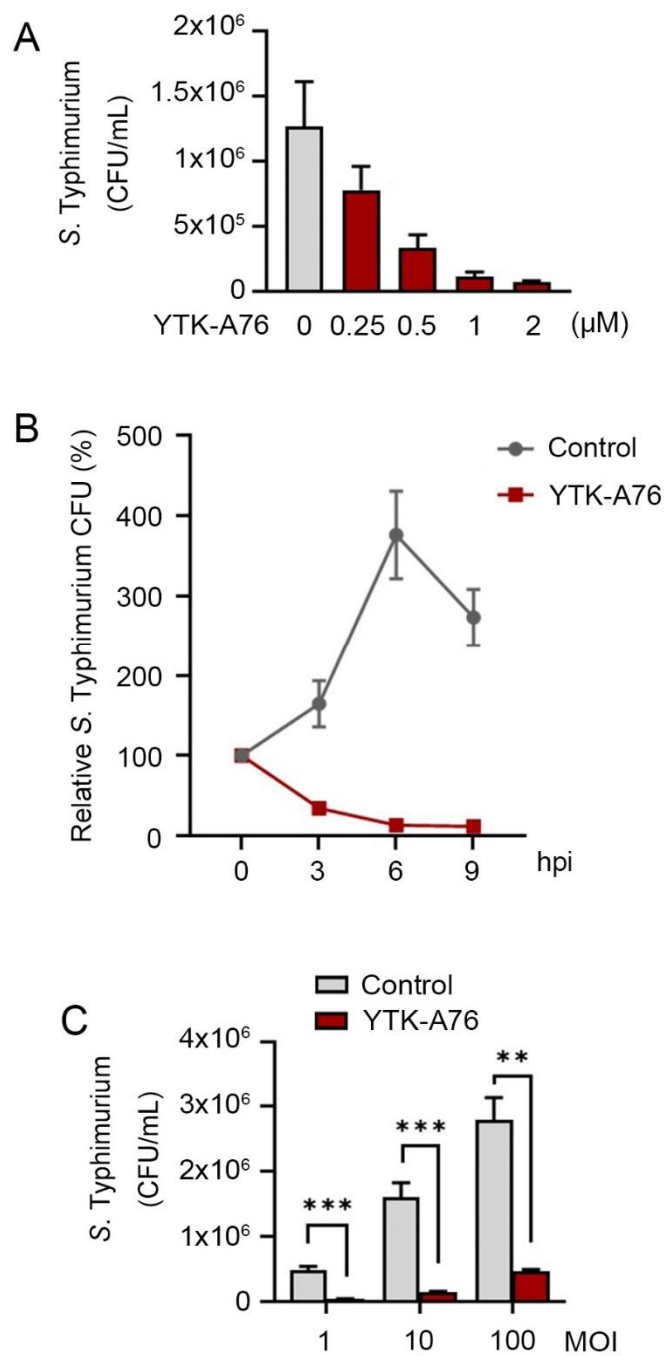 A
S. Typhimurium
(CFU/mL)
2x10⁶
1.5x10⁶
1x10⁶
5x10⁵
0
YTK-A76 0 0.25 0.5 1 2 (µM)
B
Relative S. Typhimurium CFU (%)
500
400
300
200
100
0
0 3 6 9 hpi
Control
YTK-A76
C
Control
YTK-A76
S. Typhimurium
(CFU/mL)
4x10⁶
3x10⁶
2x10⁶
1x10⁶
0
***
***
**
1 10 100 MOI